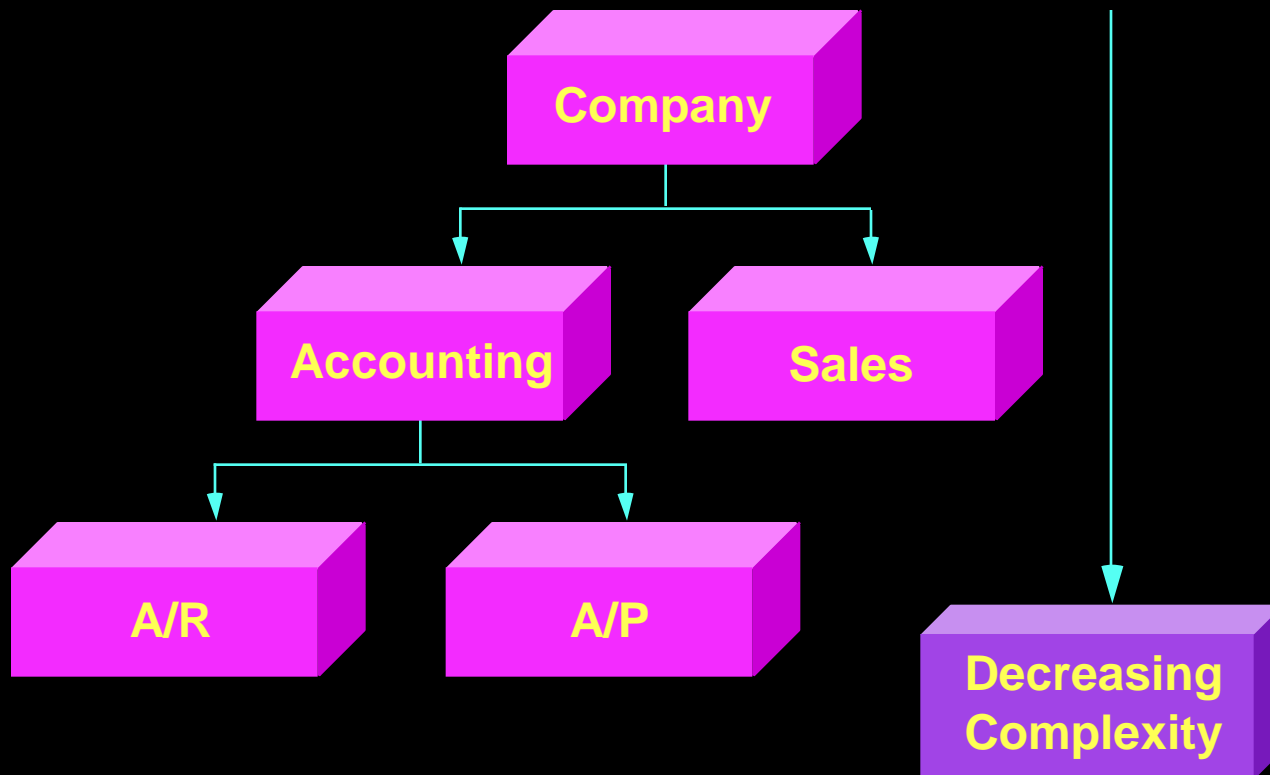 Company
Accounting
Sales
A/R
A/P
Decreasing
Complexity